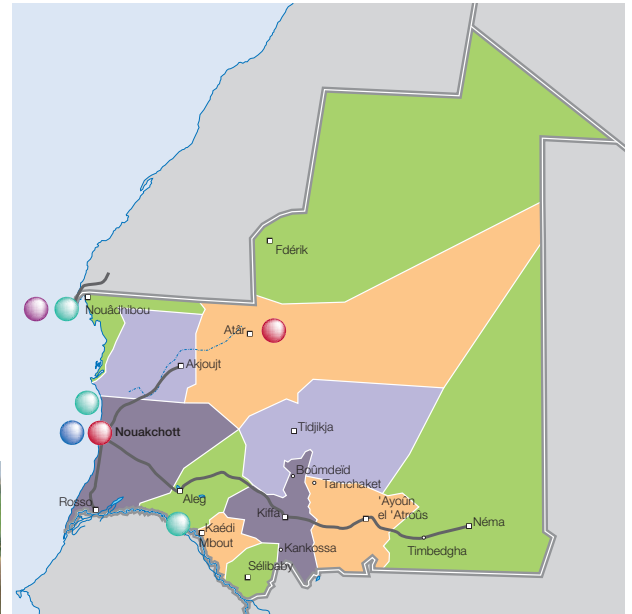 Fdérik
Nouâdhibou
Atâr
Akjoujt
Nouakchott
Tidjikja
Boûmdeïd
Tamchaket
Aleg
'Ayoûn
el 'Atroûs
Rosso
Kiffa
Néma
Kaédi
Mbout
Timbedgha
Kankossa
Sélibaby